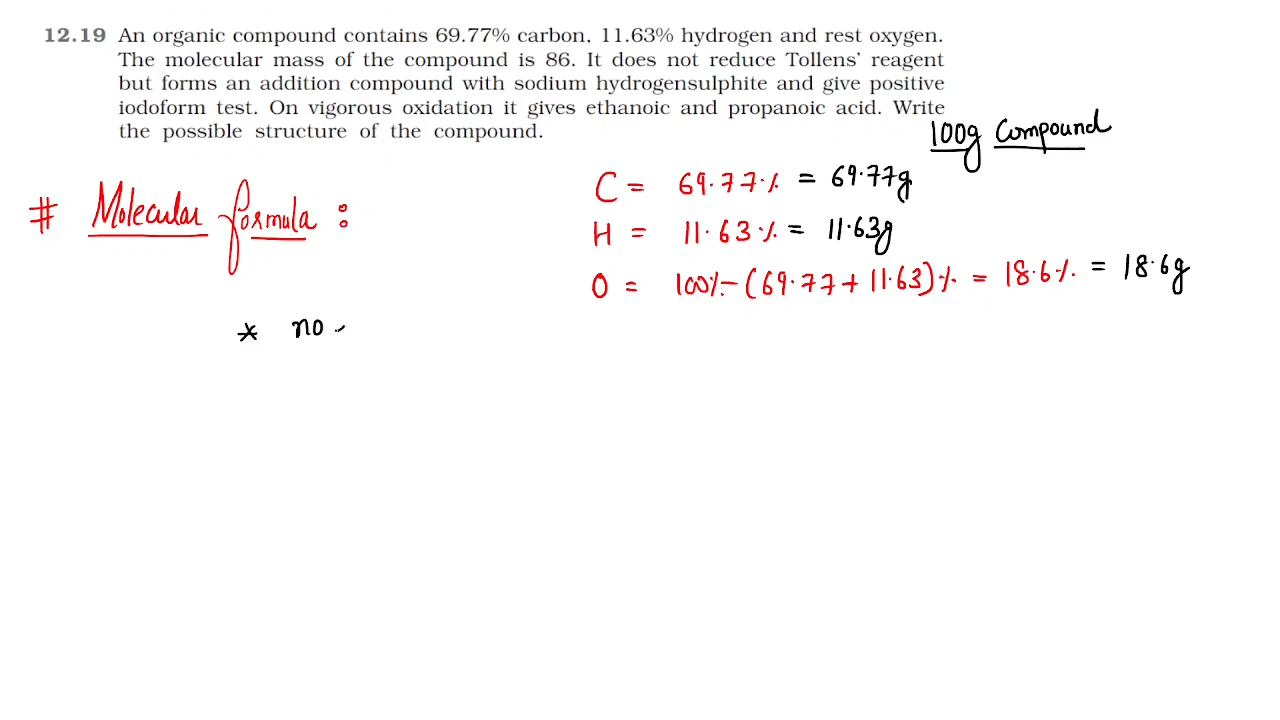 12.19 An organic compound contains 69.77% carbon, 11.63% hydrogen and rest oxygen.
The molecular mass of the compound is 86. It does not reduce Tollens’ reagent
but forms an addition compound with sodium hydrogensulphite and give positive
iodoform test. On vigorous oxidation it gives ethanoic and propanoic acid. Write
the possible structure of the compound.
100g Compound
# Molecular formula :
C = 69.77% = 69.77g
H = 11.63% = 11.63g
O = 100% - (69.77 + 11.63)% = 18.6% = 18.6g
* no